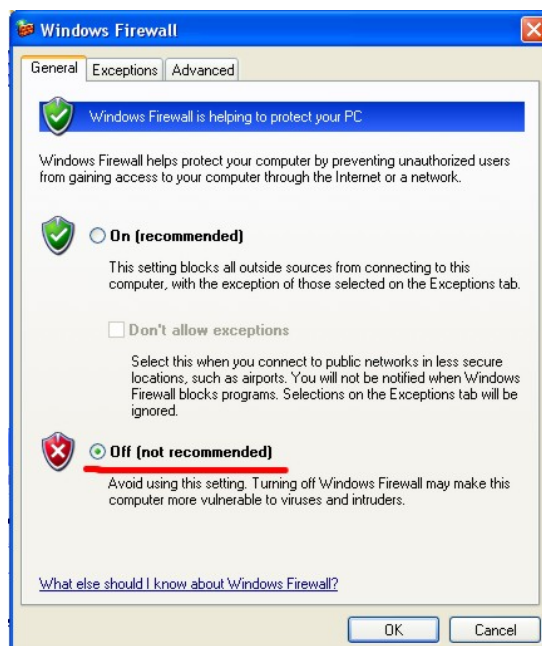 Windows Firewall
General Exceptions Advanced
Windows Firewall is helping to protect your PC
Windows Firewall helps protect your computer by preventing unauthorized users
from gaining access to your computer through the Internet or a network.
On (recommended)
This setting blocks all outside sources from connecting to this
computer, with the exception of those selected on the Exceptions tab.
Don't allow exceptions
Select this when you connect to public networks in less secure
locations, such as airports. You will not be notified when Windows
Firewall blocks programs. Selections on the Exceptions tab will be
ignored.
Off (not recommended)
Avoid using this setting. Turning off Windows Firewall may make this
computer more vulnerable to viruses and intruders.
What else should I know about Windows Firewall?
OK Cancel